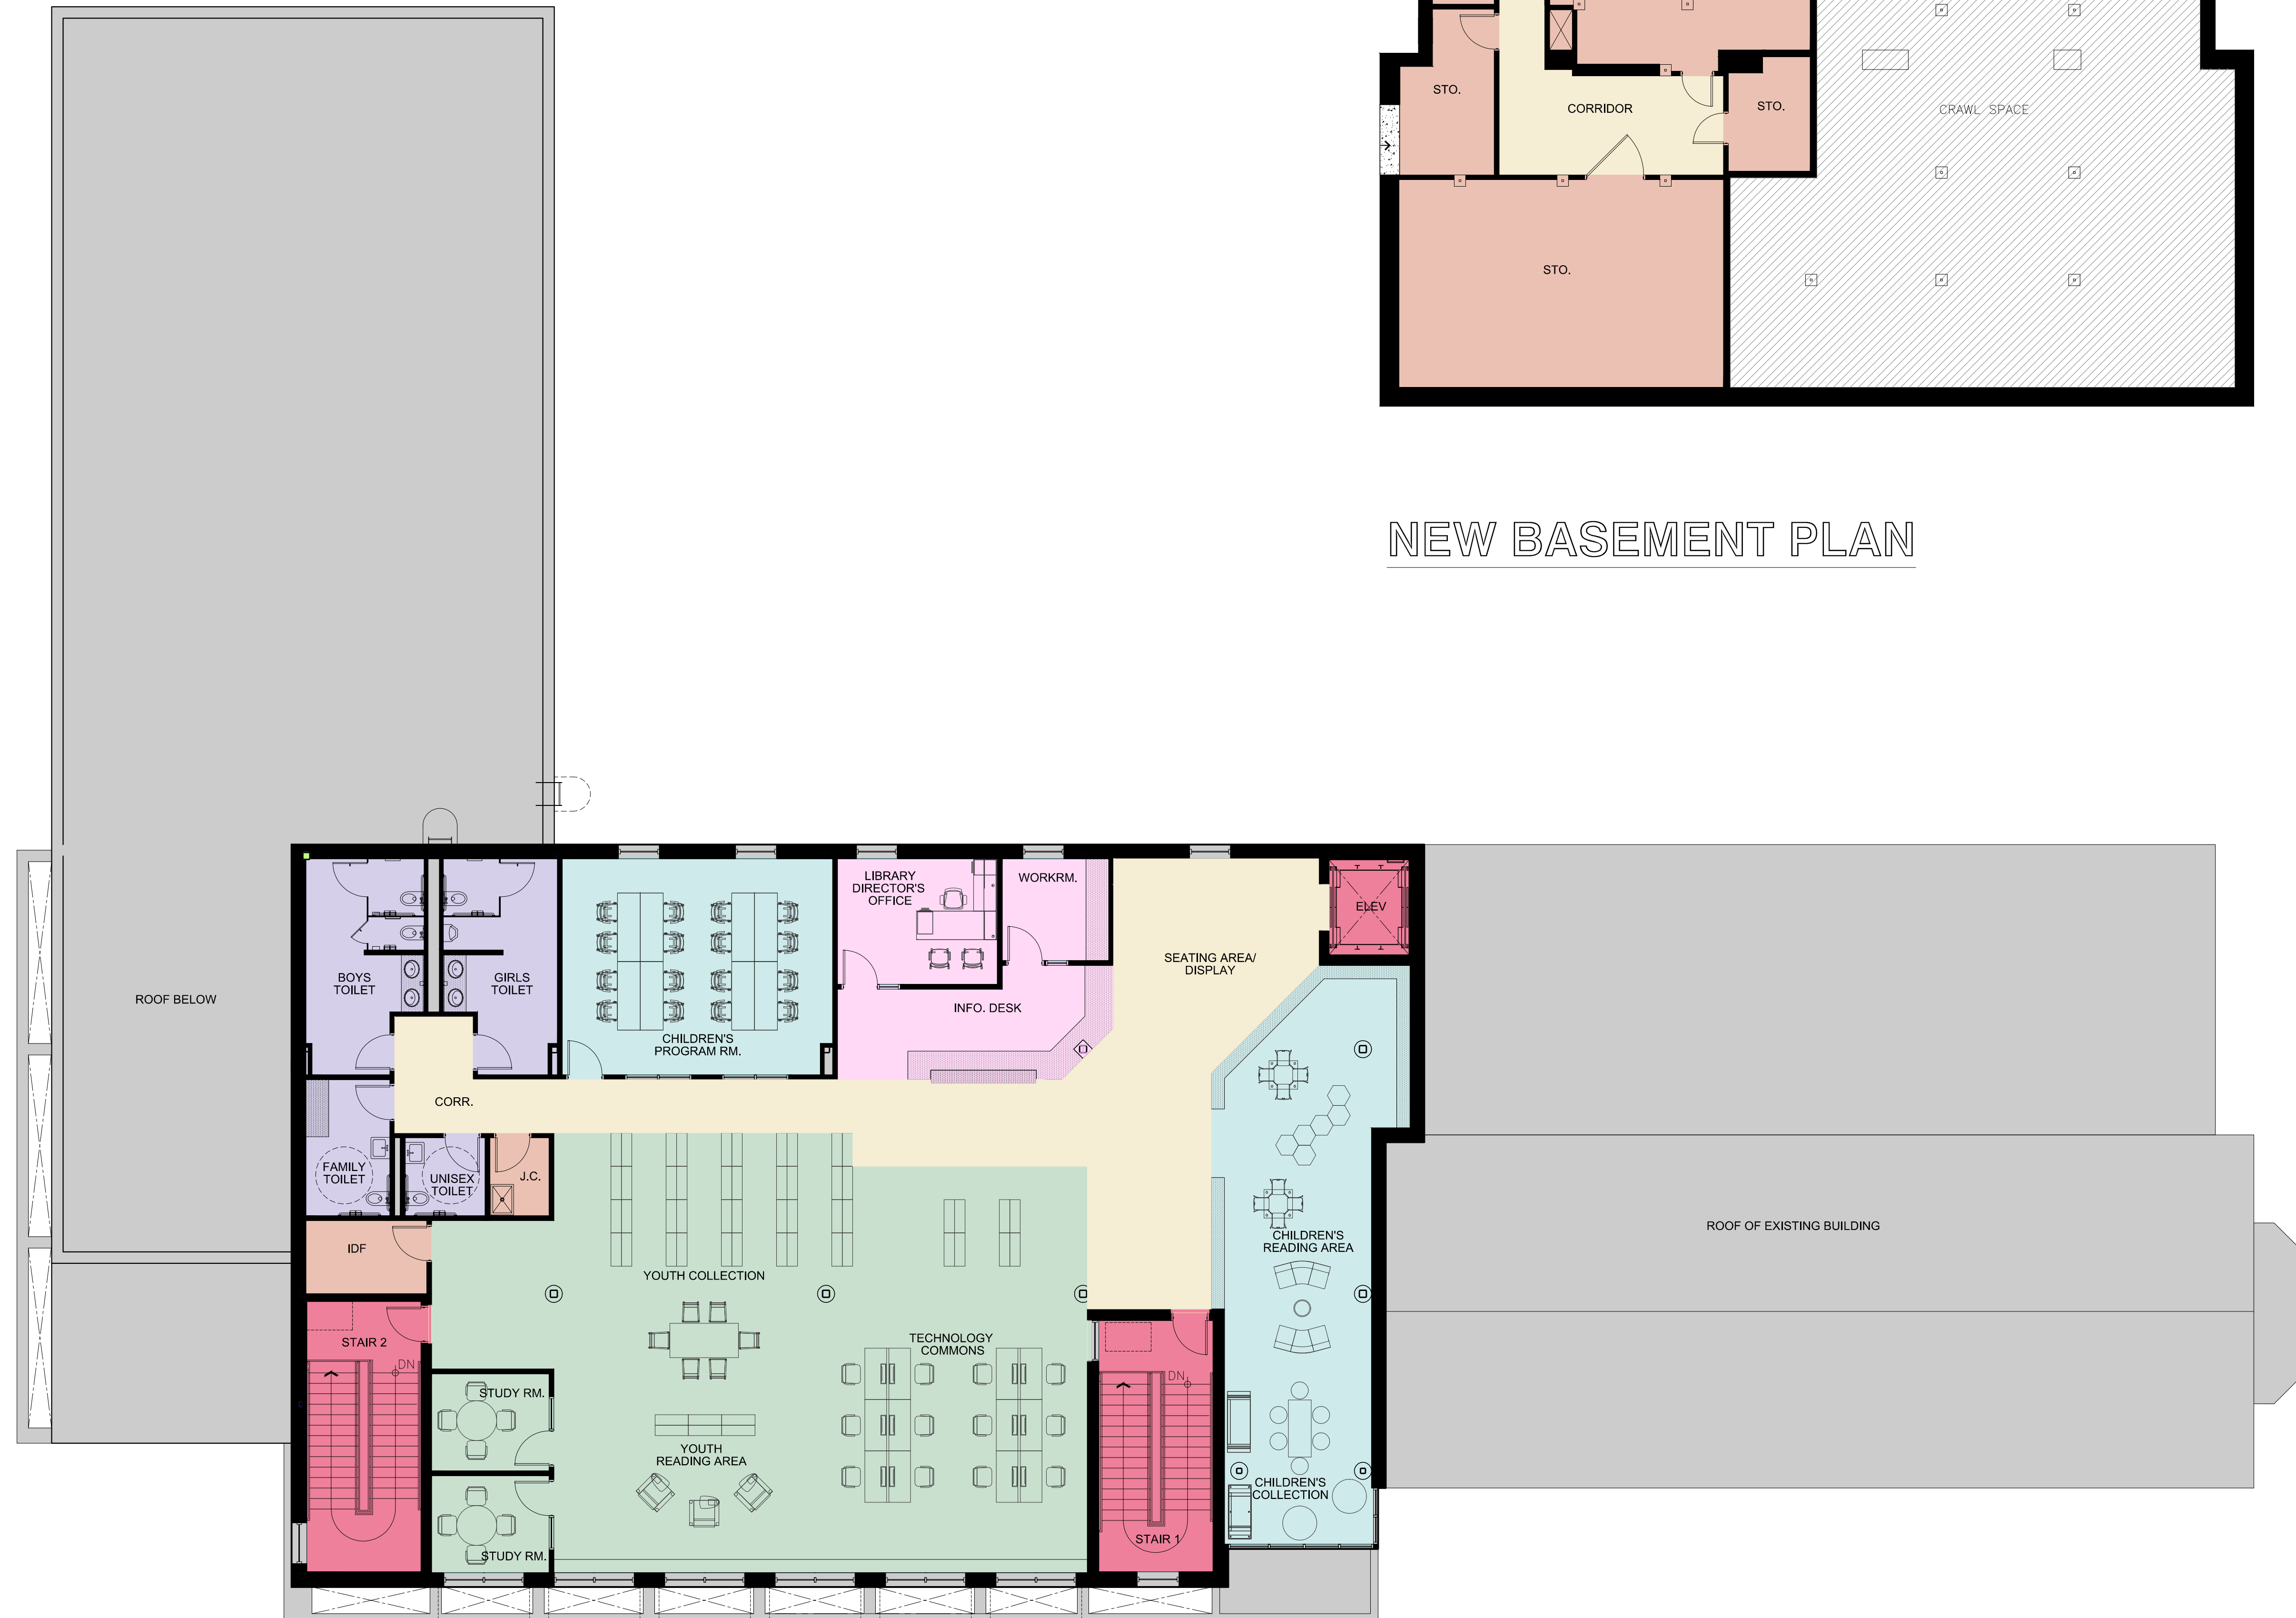 STO.
CORRIDOR
STO.
CRAWL SPACE
STO.
NEW BASEMENT PLAN
LIBRARY
DIRECTOR'S
OFFICE
WORKRM.
ELEV
SEATING AREA/
DISPLAY
BOYS
TOILET
GIRLS
TOILET
ROOF BELOW
INFO. DESK
CHILDREN'S
PROGRAM RM.
CORR.
FAMILY
TOILET
UNISEX
TOILET
J.C.
ROOF OF EXISTING BUILDING
CHILDREN'S
READING AREA
IDF
YOUTH COLLECTION
STAIR 2
TECHNOLOGY
COMMONS
DN
DN
STUDY RM.
YOUTH
READING AREA
CHILDREN'S
COLLECTION
STAIR 1
STUDY RM.